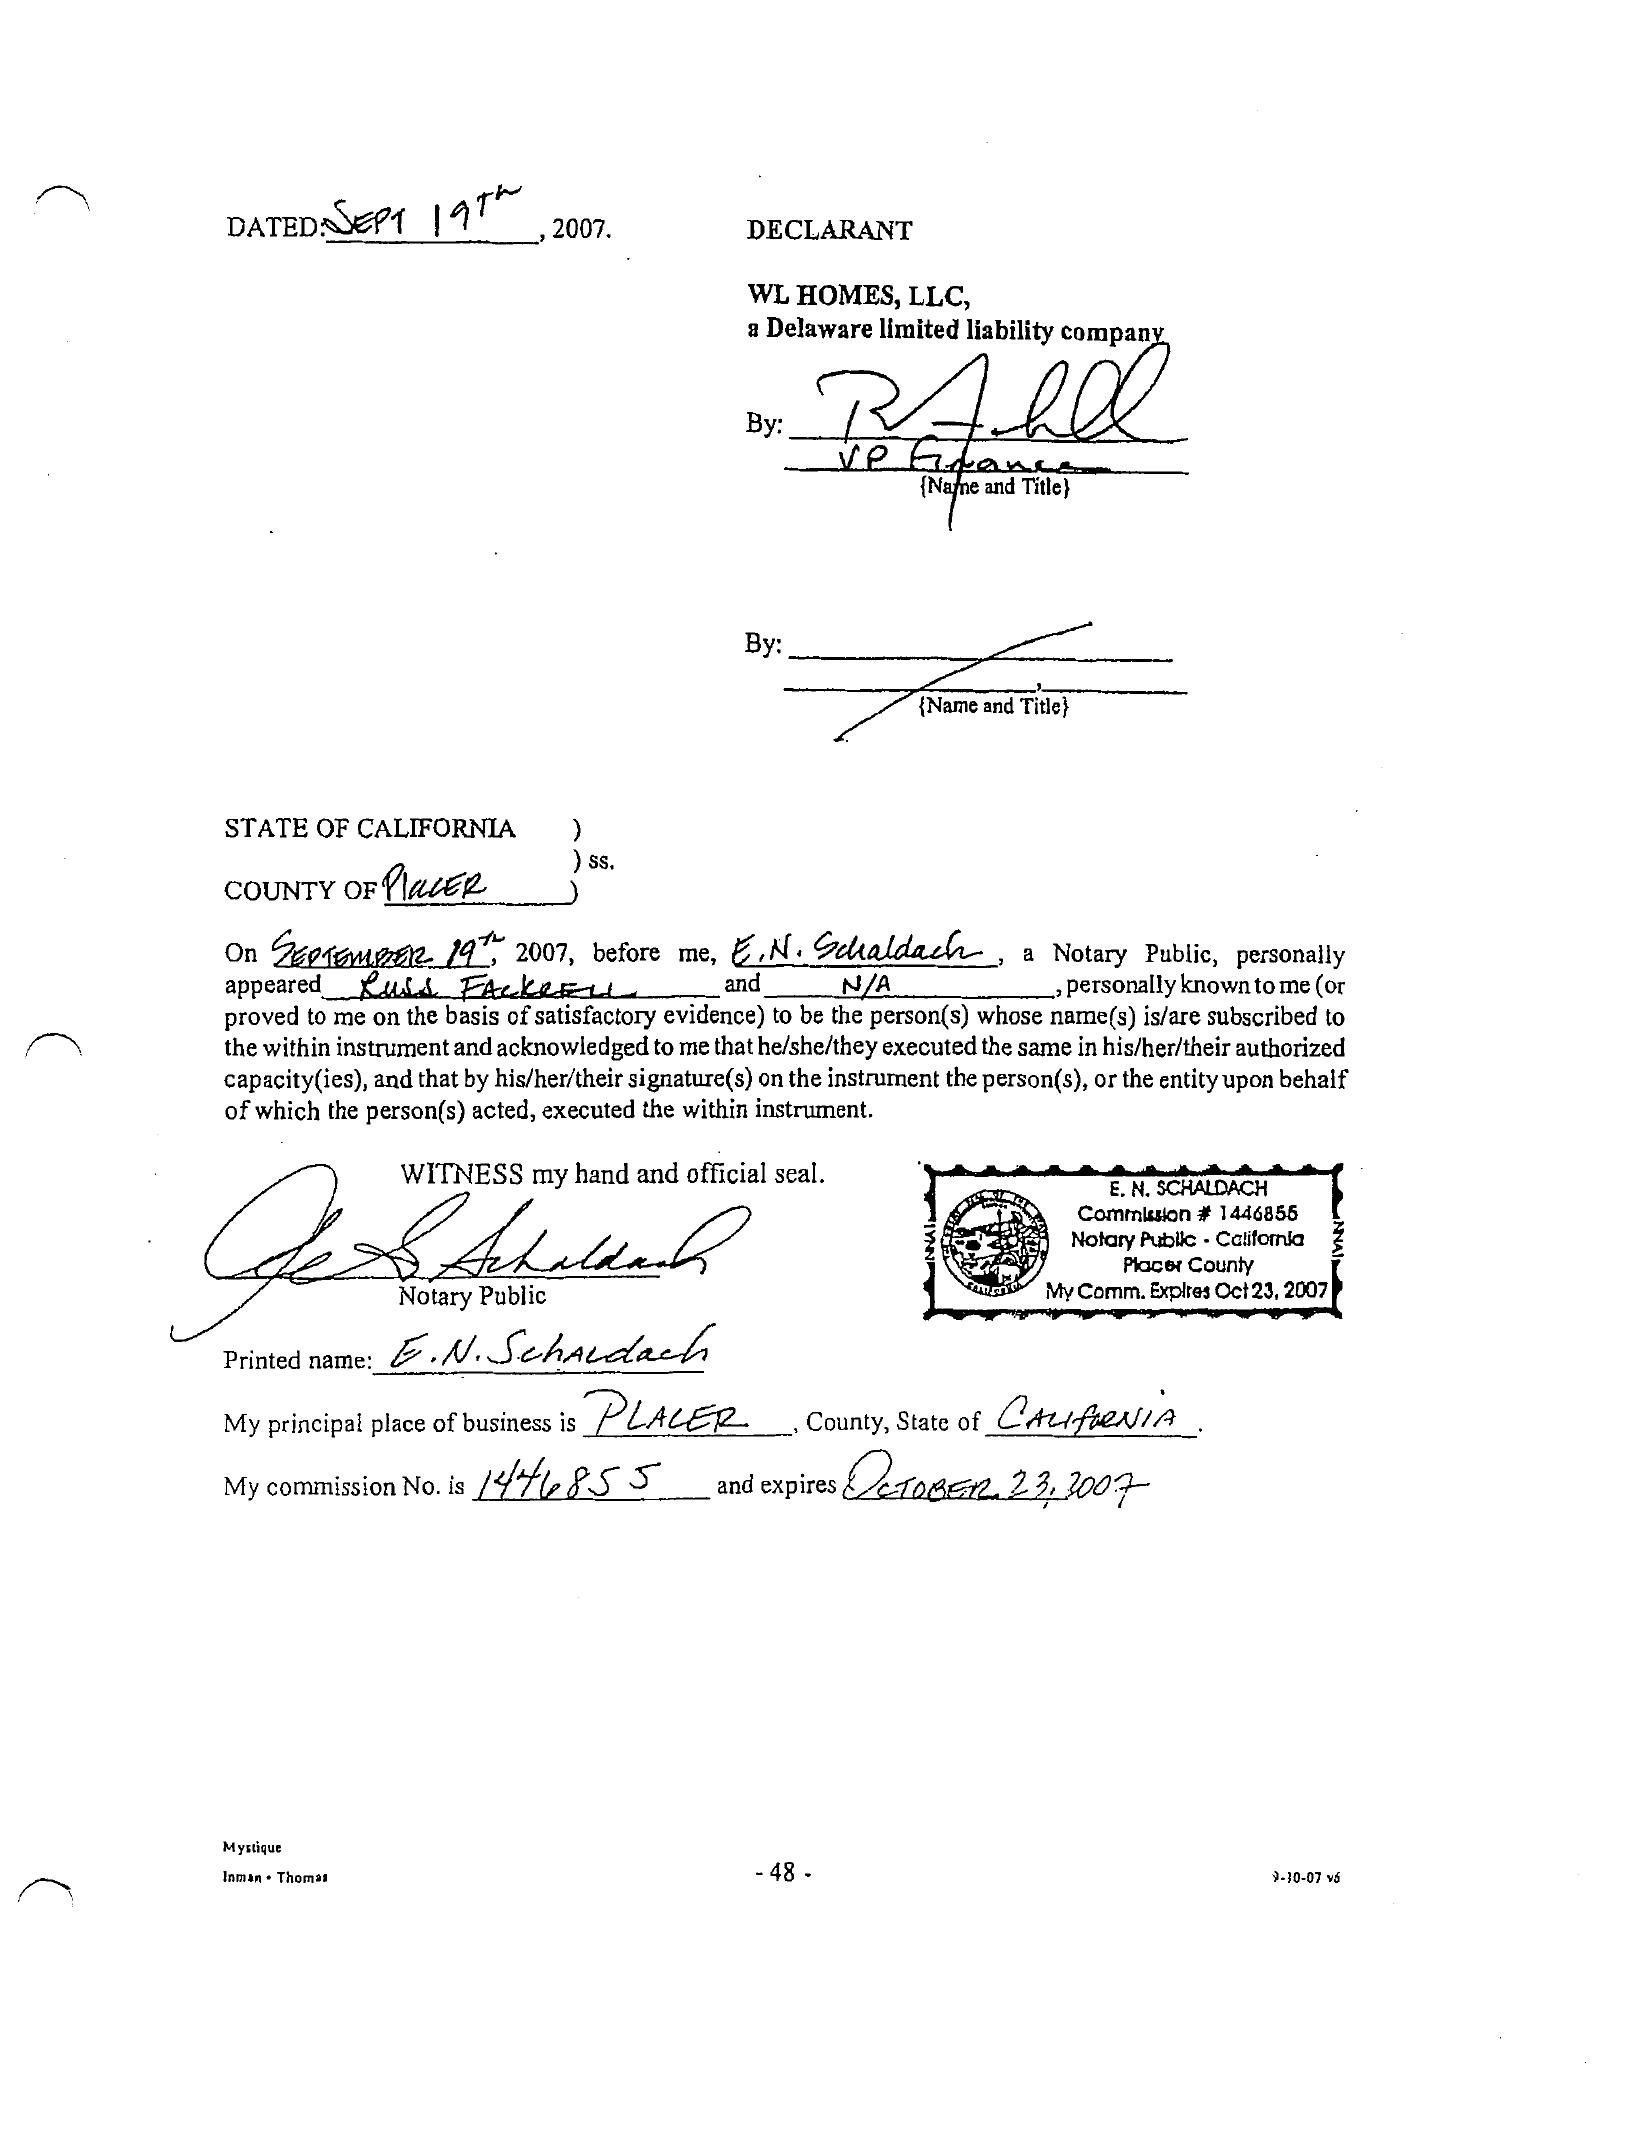 DATED: SEPT 19TH, 2007.
DECLARANT
WL HOMES, LLC,
a Delaware limited liability company
By:
VP Finance
{Name and Title}
By:
{Name and Title}
STATE OF CALIFORNIA )
) ss.
COUNTY OF PLACER )
On SEPTEMBER 19th, 2007, before me, E.N. Schaldach, a Notary Public, personally
appeared Russ FAckrell and N/A, personally known to me (or
proved to me on the basis of satisfactory evidence) to be the person(s) whose name(s) is/are subscribed to
the within instrument and acknowledged to me that he/she/they executed the same in his/her/their authorized
capacity(ies), and that by his/her/their signature(s) on the instrument the person(s), or the entity upon behalf
of which the person(s) acted, executed the within instrument.
WITNESS my hand and official seal.
E. N. SCHALDACH
Commission # 1446855
Notary Public - California
Placer County
My Comm. Expires Oct 23, 2007
Schaldach
Notary Public
Printed name: E.N. Schaldach
My principal place of business is PLACER, County, State of CALIFORNIA.
My commission No. is 1446855 and expires OCTOBER 23, 2007
Mystique
Inman • Thomas
- 48 -
9-10-07 v6